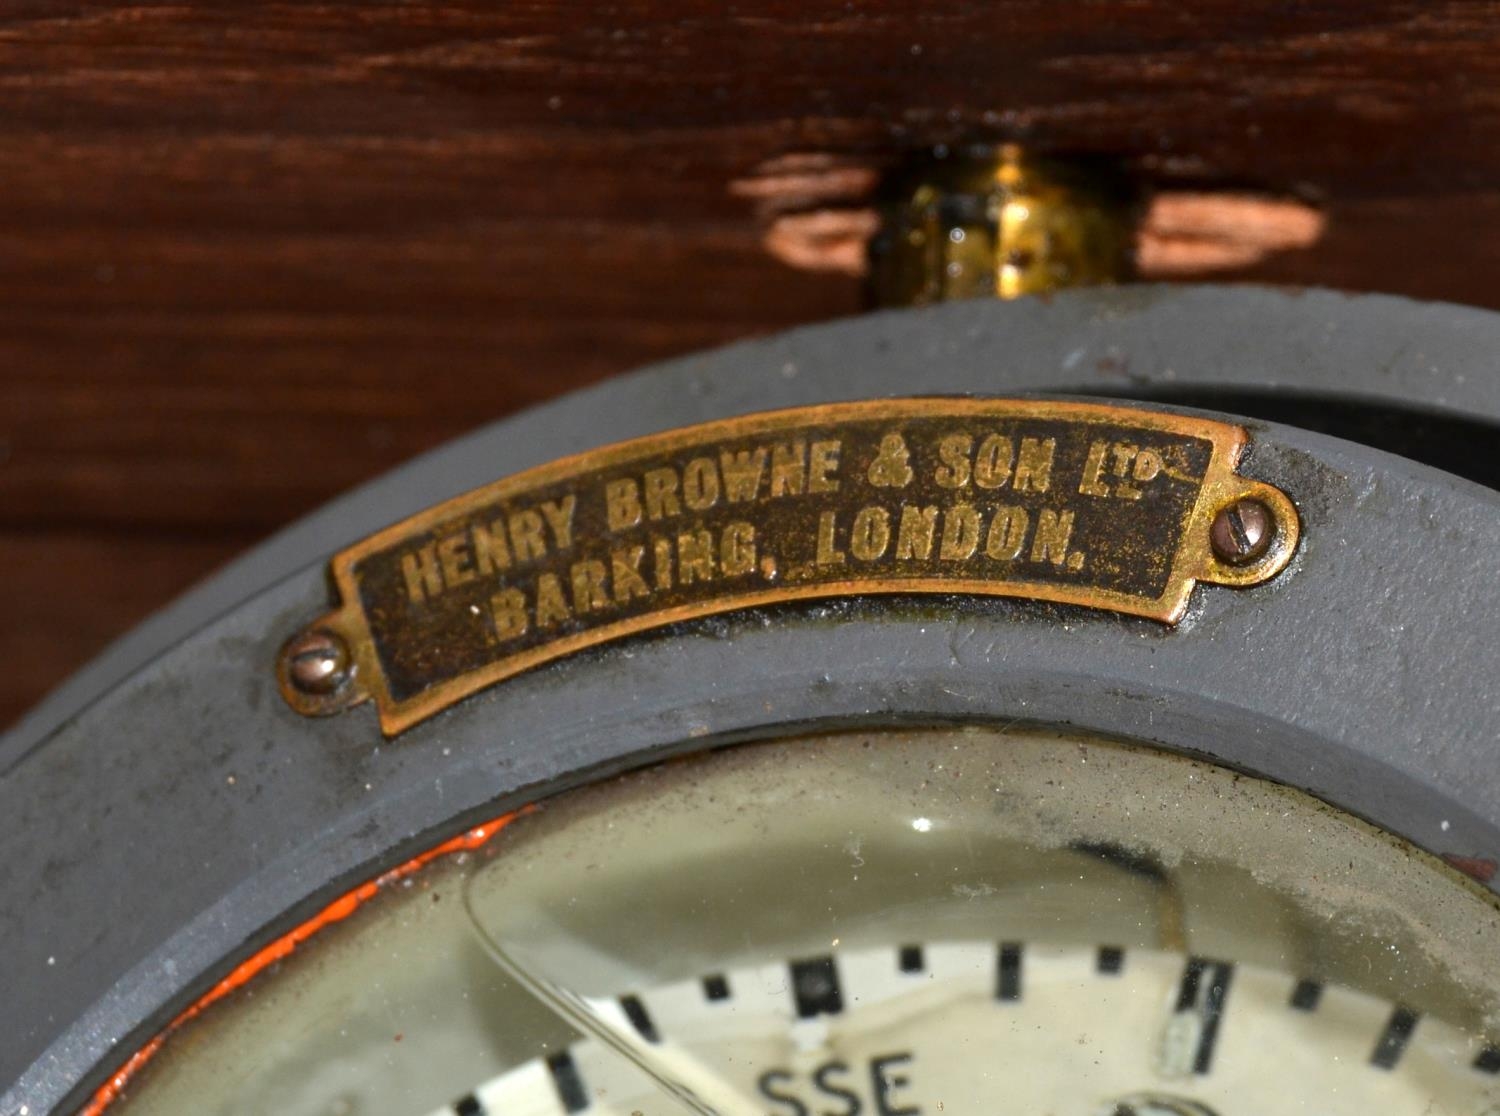 HENRY BROWNE & SON LTD
BARKING, LONDON.
SSE